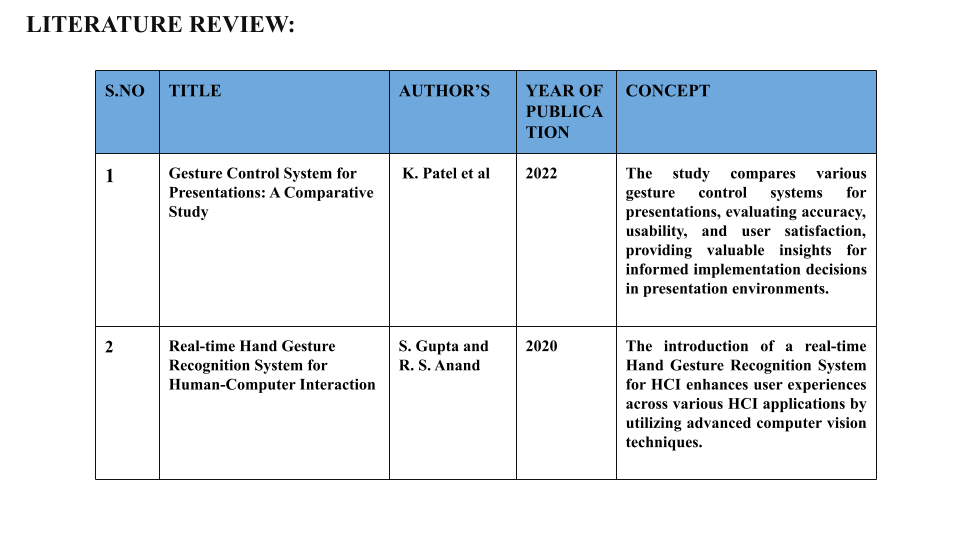 LITERATURE REVIEW:
S.NO
TITLE
AUTHOR’S
YEAR OF
PUBLICA
TION
CONCEPT
1
Gesture Control System for
Presentations: A Comparative
Study
K. Patel et al
2022
The study compares various
gesture control systems for
presentations, evaluating accuracy,
usability, and user satisfaction,
providing valuable insights for
informed implementation decisions
in presentation environments.
2
Real-time Hand Gesture
Recognition System for
Human-Computer Interaction
S. Gupta and
R. S. Anand
2020
The introduction of a real-time
Hand Gesture Recognition System
for HCI enhances user experiences
across various HCI applications by
utilizing advanced computer vision
techniques.